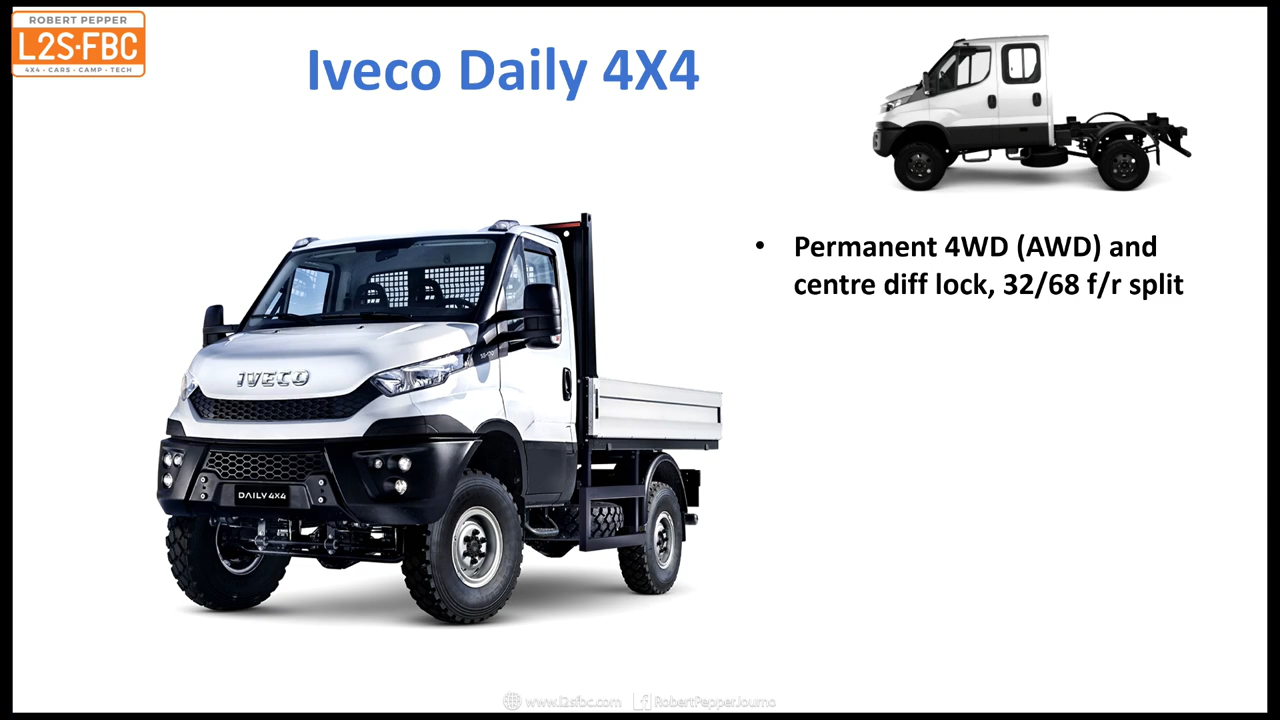 ROBERT PEPPER
L2S-FBC
4X4 • CARS • CAMP • TECH
Iveco Daily 4X4
• Permanent 4WD (AWD) and
centre diff lock, 32/68 f/r split
IVECO
DAILY 4X4
www.l2sfbc.com RobertPepperJourno